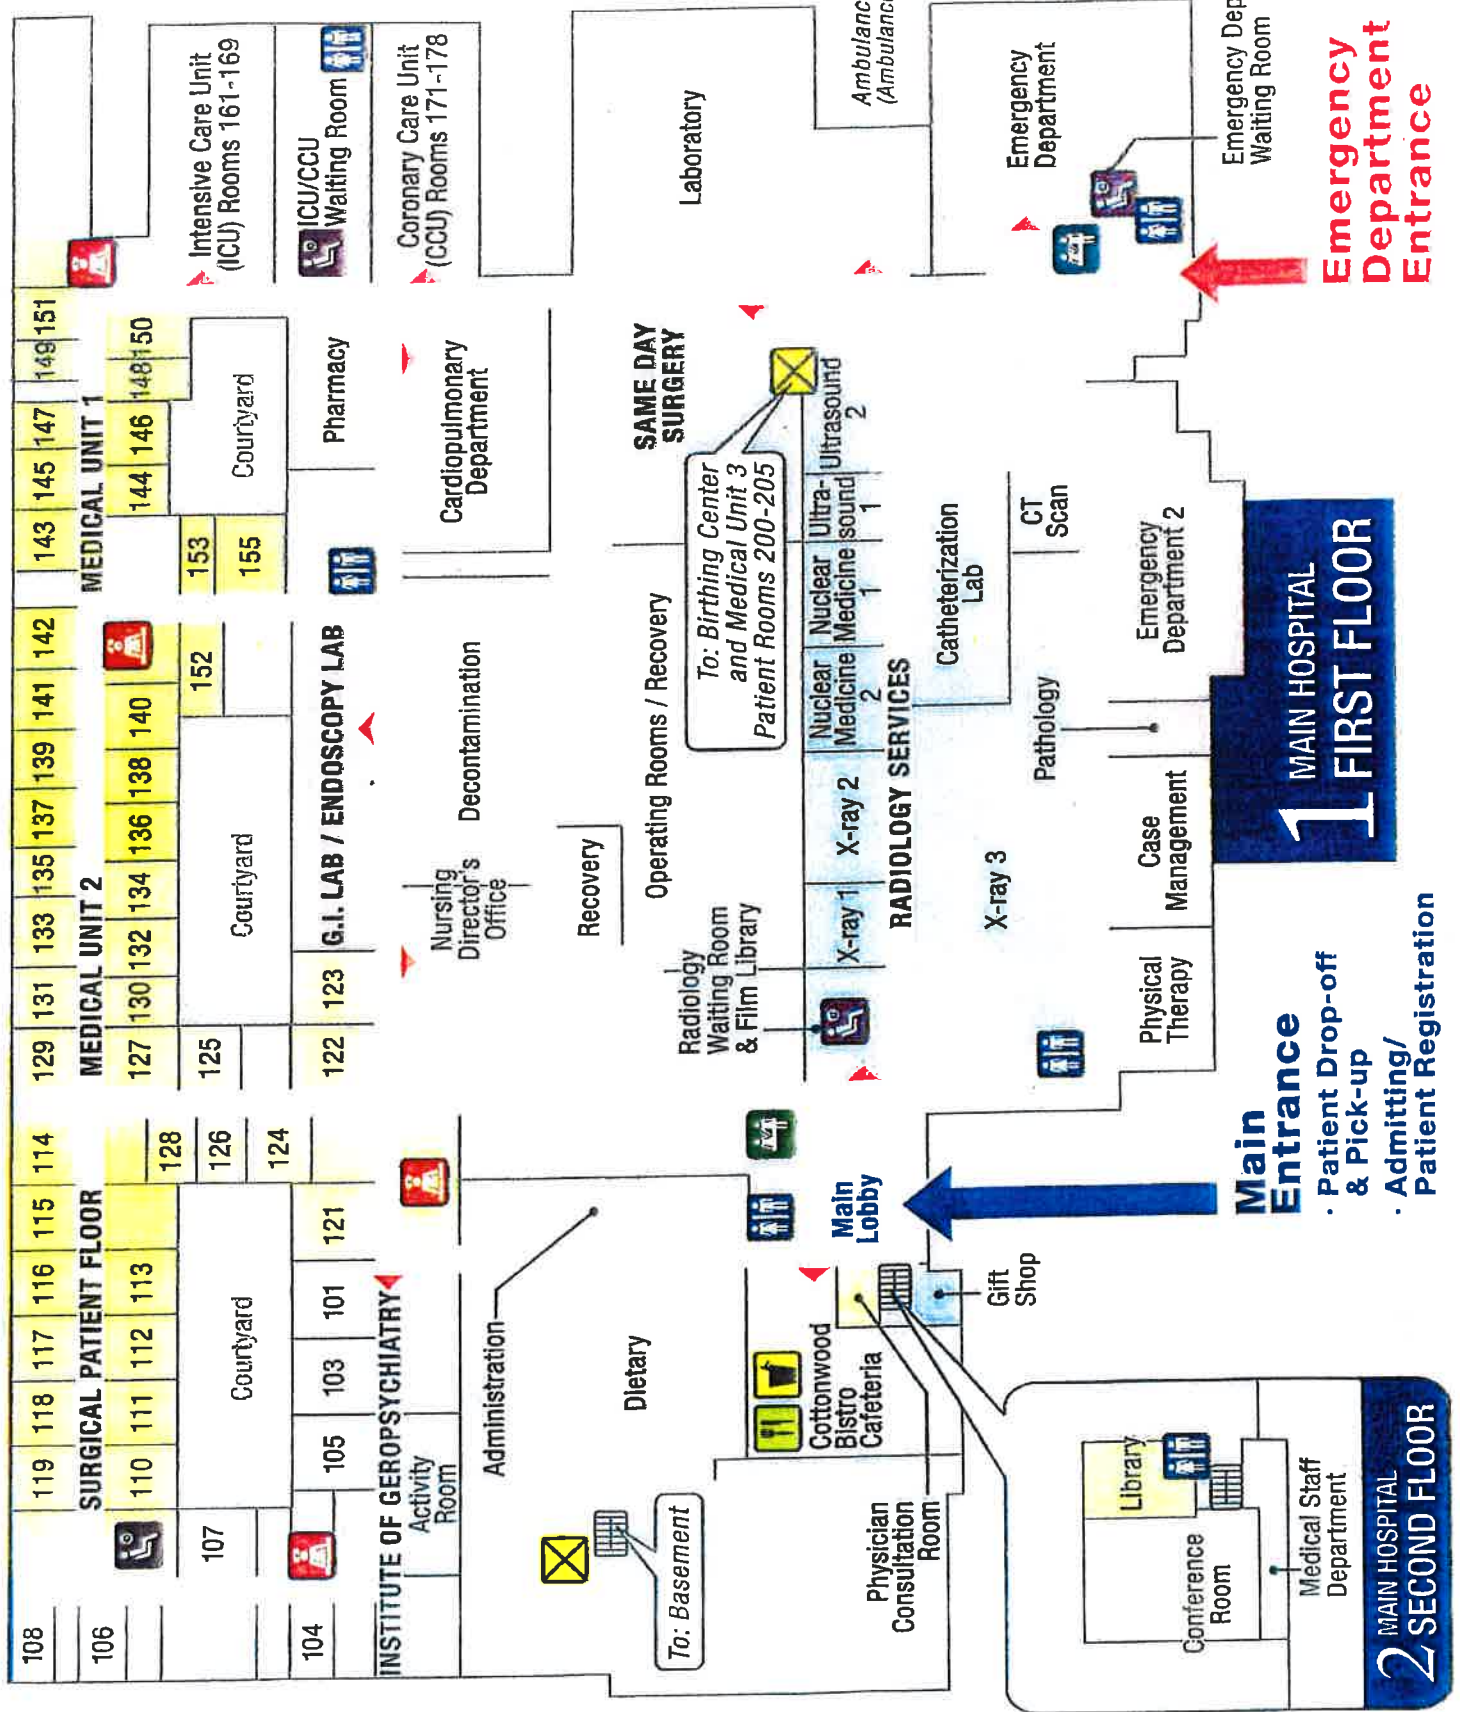 108
119
118
117
116
115
114
129
131
133
135
137
139
141
142
143
145
147
149
151
106
SURGICAL PATIENT FLOOR
MEDICAL UNIT 2
MEDICAL UNIT 1
110
111
112
113
128
127
130
132
134
136
138
140
144
146
148
150
107
126
125
152
153
155
124
Courtyard
Courtyard
Courtyard
Intensive Care Unit
(ICU) Rooms 161-169
104
105
103
101
121
122
123
G.I. LAB / ENDOSCOPY LAB
Pharmacy
ICU/CCU
Waiting Room
INSTITUTE OF GEROPSYCHIATRY
Activity
Room
Coronary Care Unit
(CCU) Rooms 171-178
Nursing
Director's
Office
Decontamination
Cardiopulmonary
Department
Administration
Dietary
Recovery
Operating Rooms / Recovery
SAME DAY
SURGERY
Laboratory
To: Basement
To: Birthing Center
and Medical Unit 3
Patient Rooms 200-205
Radiology
Waiting Room
& Film Library
Cottonwood
Bistro
Cafeteria
Main
Lobby
X-ray 1
X-ray 2
Nuclear
Medicine
2
Nuclear
Medicine
1
Ultra-
sound
1
Ultrasound
2
RADIOLOGY SERVICES
Physician
Consultation
Room
Gift
Shop
X-ray 3
Catheterization
Lab
CT
Scan
Pathology
Emergency
Department
Physical
Therapy
Case
Management
Emergency
Department 2
Emergency
Waiting Room
Emergency
Department
Entrance
Main
Entrance
· Patient Drop-off
& Pick-up
· Admitting/
Patient Registration
1 MAIN HOSPITAL
FIRST FLOOR
Library
Conference
Room
Medical Staff
Department
2 MAIN HOSPITAL
SECOND FLOOR